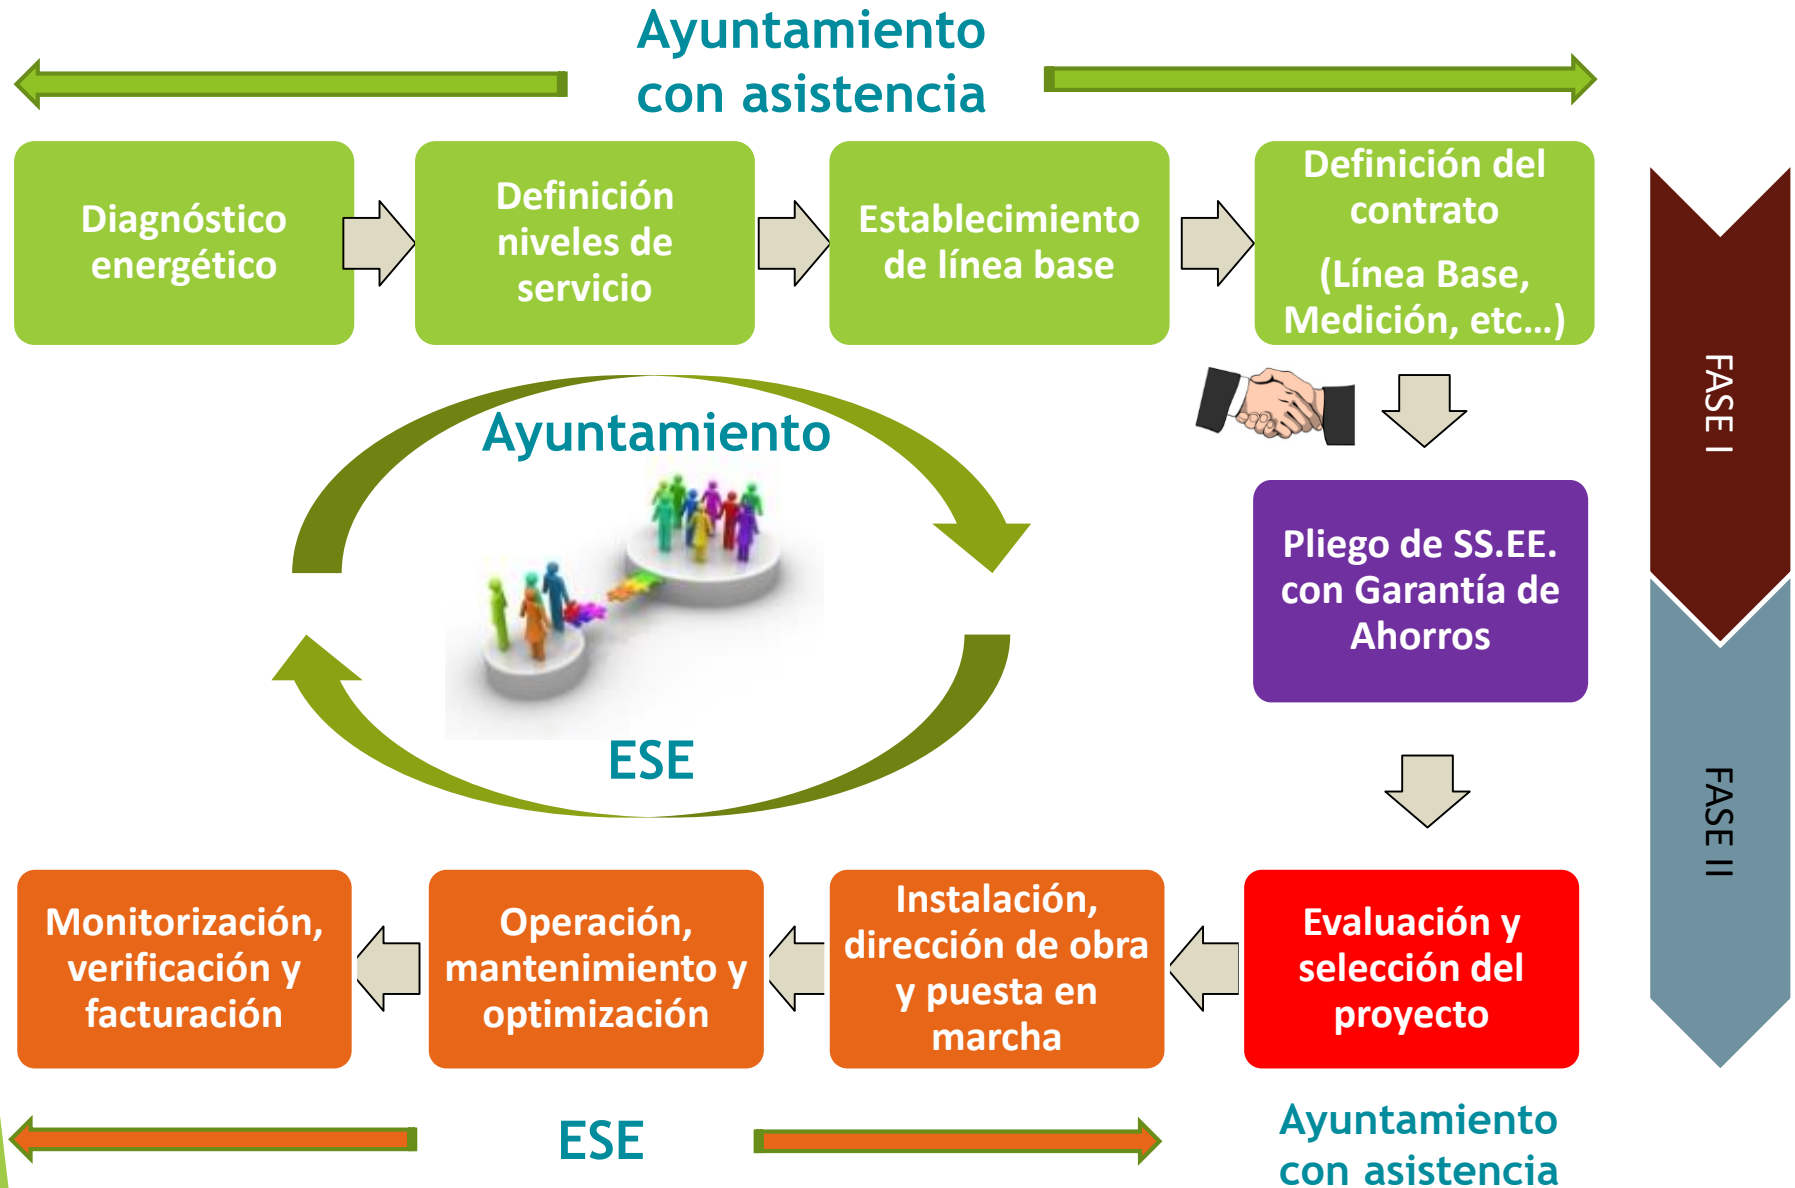 Ayuntamiento
con asistencia
Diagnóstico
energético
Definición
niveles de
servicio
Establecimiento
de línea base
Definición del
contrato
(Línea Base,
Medición, etc...)
FASE I
Ayuntamiento
ESE
Pliego de SS.EE.
con Garantía de
Ahorros
FASE II
Monitorización,
verificación y
facturación
Operación,
mantenimiento y
optimización
Instalación,
dirección de obra
y puesta en
marcha
Evaluación y
selección del
proyecto
ESE
Ayuntamiento
con asistencia